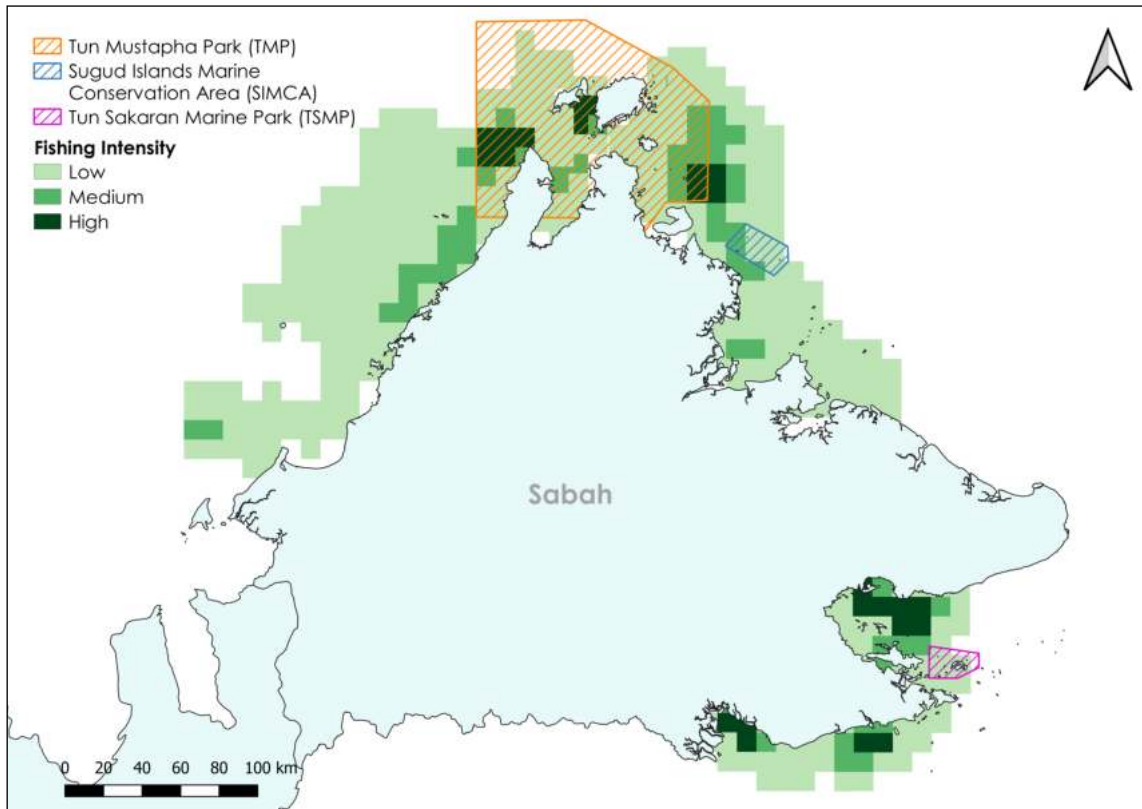 Tun Mustapha Park (TMP)
Sugud Islands Marine
Conservation Area (SIMCA)
Tun Sakaran Marine Park (TSMP)
Fishing Intensity
Low
Medium
High
Sabah
0 20 40 60 80 100 km